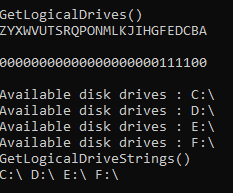 GetLogicalDrives()
ZYXWVUTSRQPONMLKJIHGFEDCBA
00000000000000000000111100
Available disk drives : C:\
Available disk drives : D:\
Available disk drives : E:\
Available disk drives : F:\
GetLogicalDriveStrings()
C:\ D:\ E:\ F:\